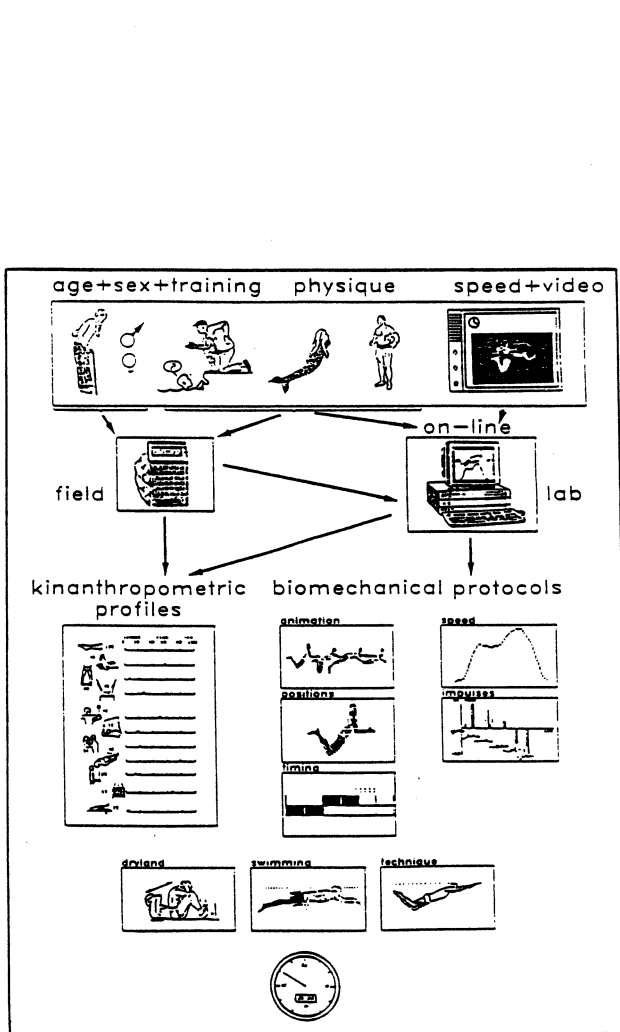 age+sex+training physique speed+video
on-line
field lab
kinanthropometric biomechanical protocols
profiles
animation speed
positions impulses
timing
dryland swimming technique